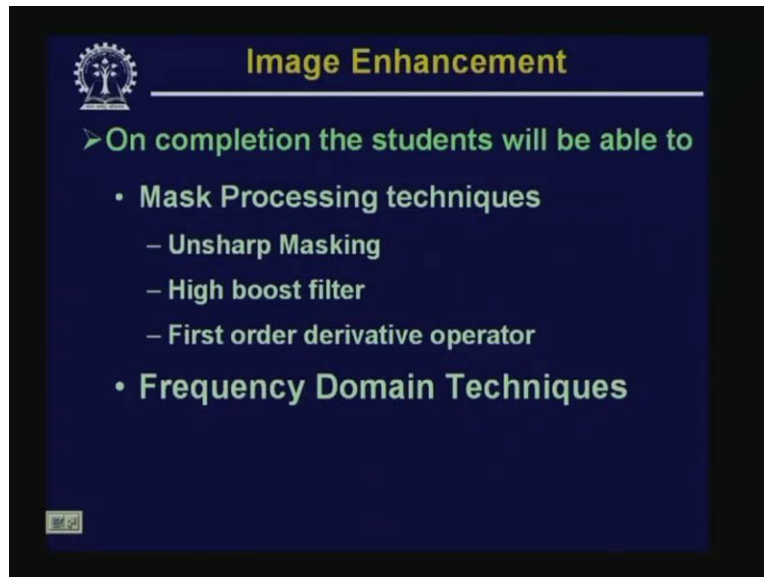 Image Enhancement
➢On completion the students will be able to
• Mask Processing techniques
– Unsharp Masking
– High boost filter
– First order derivative operator
• Frequency Domain Techniques